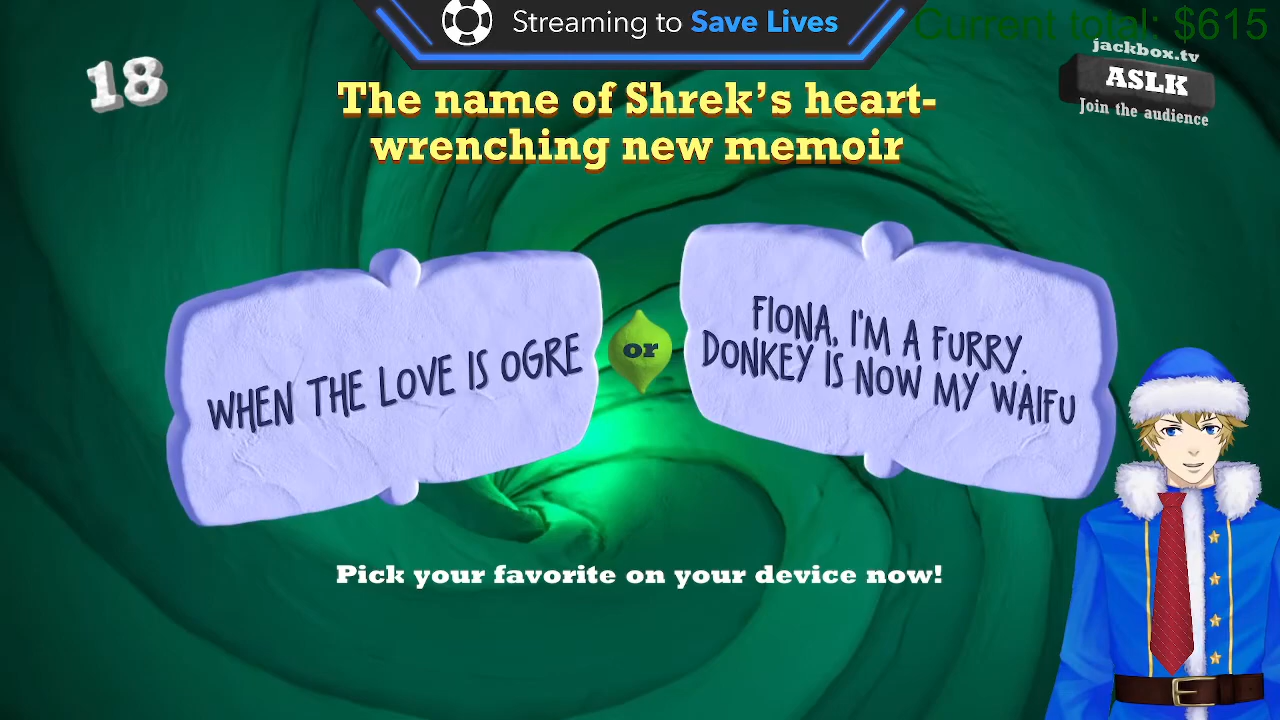 Streaming to Save Lives
Current total: $615
18
jackbox.tv
ASLK
Join the audience
The name of Shrek's heart-
wrenching new memoir
WHEN THE LOVE IS OGRE
or
FIONA, I'M A FURRY.
DONKEY IS NOW MY WAIFU
Pick your favorite on your device now!